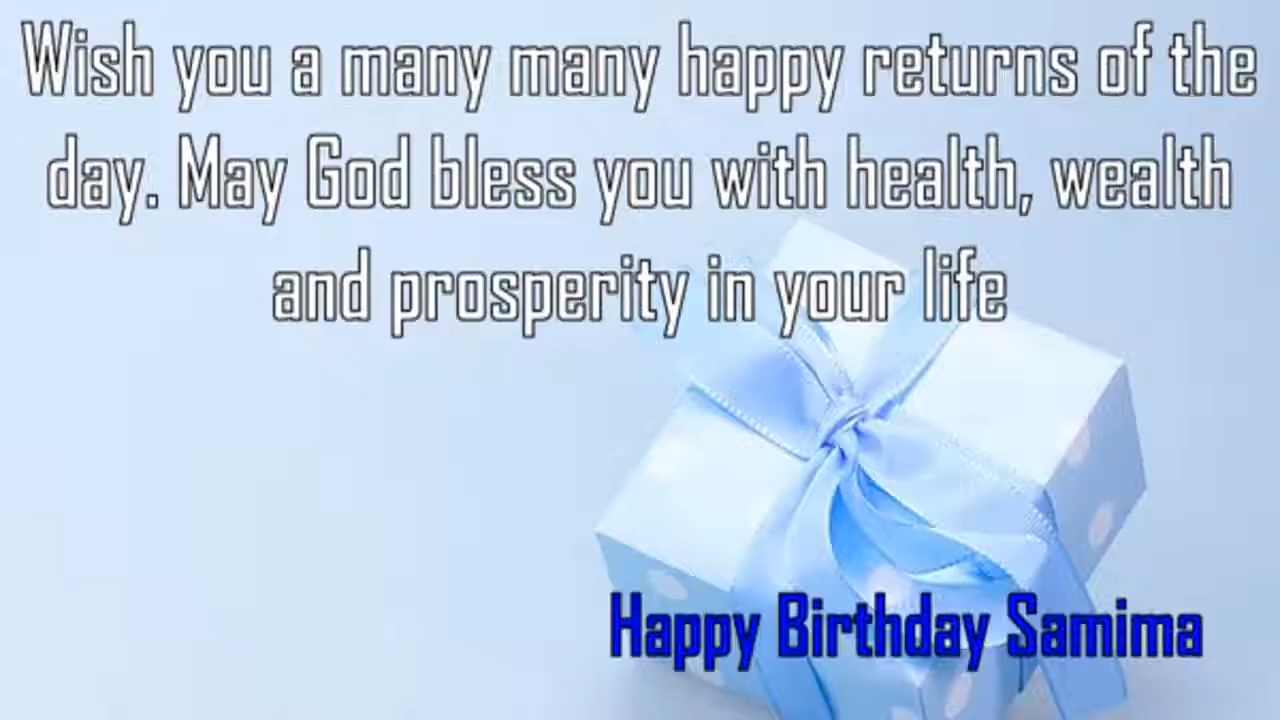 Wish you a many many happy returns of the
day. May God bless you with health, wealth
and prosperity in your life
Happy Birthday Samima